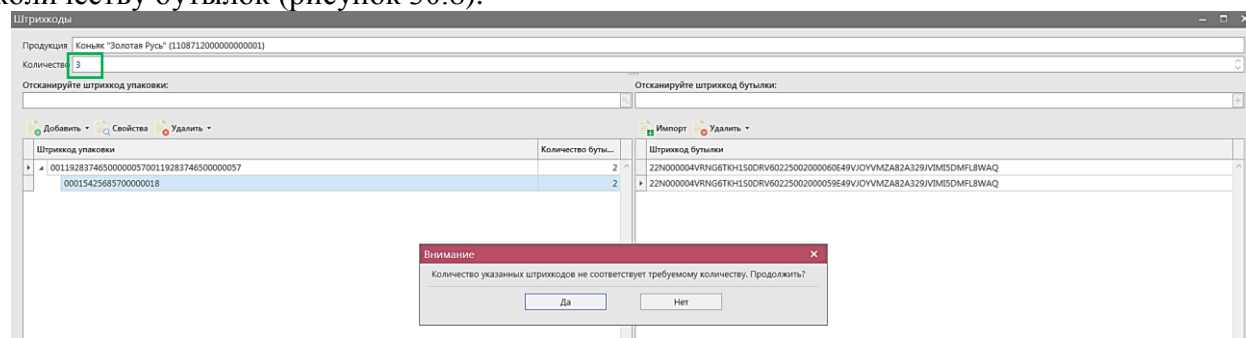 количеству бутылок (рисунок 30.8).
Штрихкоды
Продукция Коньяк "Золотая Русь" (1108712000000000001)
Количество 3
Отсканируйте штрихкод упаковки:
Отсканируйте штрихкод бутылки:
Добавить Свойства Удалить
Импорт Удалить
Штрихкод упаковки Количество буты...
Штрихкод бутылки
0011928374650000005700119283746500000057 2
00015425685700000018 2
22N000004VRNG6TKH1S0DRV60225002000060E49VJOYVMZA82A329JVIMI5DMFL8WAQ
22N000004VRNG6TKH1S0DRV60225002000059E49VJOYVMZA82A329JVIMI5DMFL8WAQ
Внимание
Количество указанных штрихкодов не соответствует требуемому количеству. Продолжить?
Да Нет